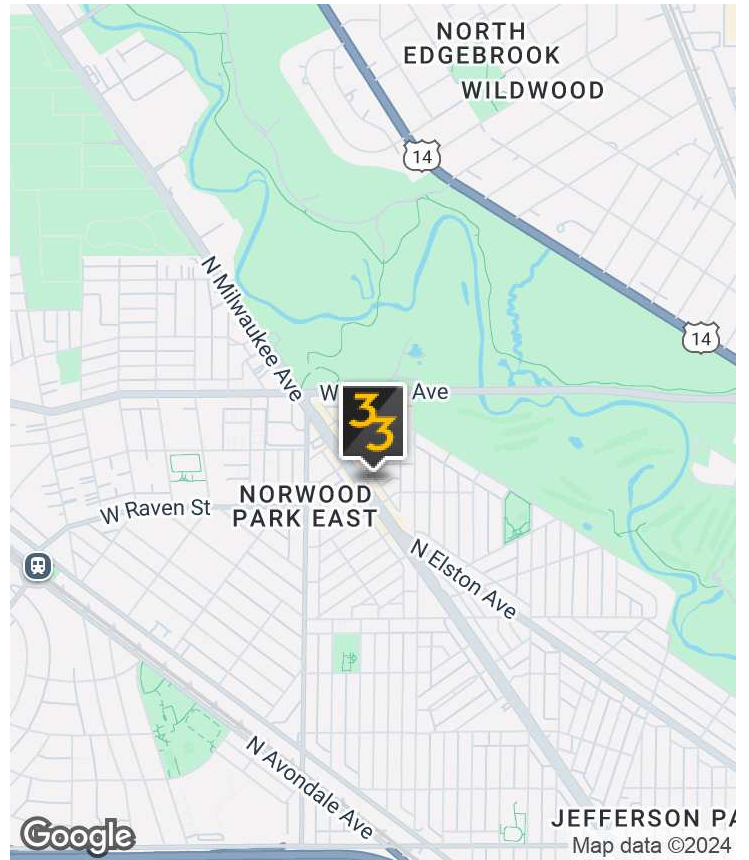 NORTH
EDGEBROOK
WILDWOOD
14
14
N Milwaukee Ave
W
Ave
33
NORWOOD
PARK EAST
W Raven St
N Elston Ave
N Avondale Ave
JEFFERSON PA
Google
Map data ©2024